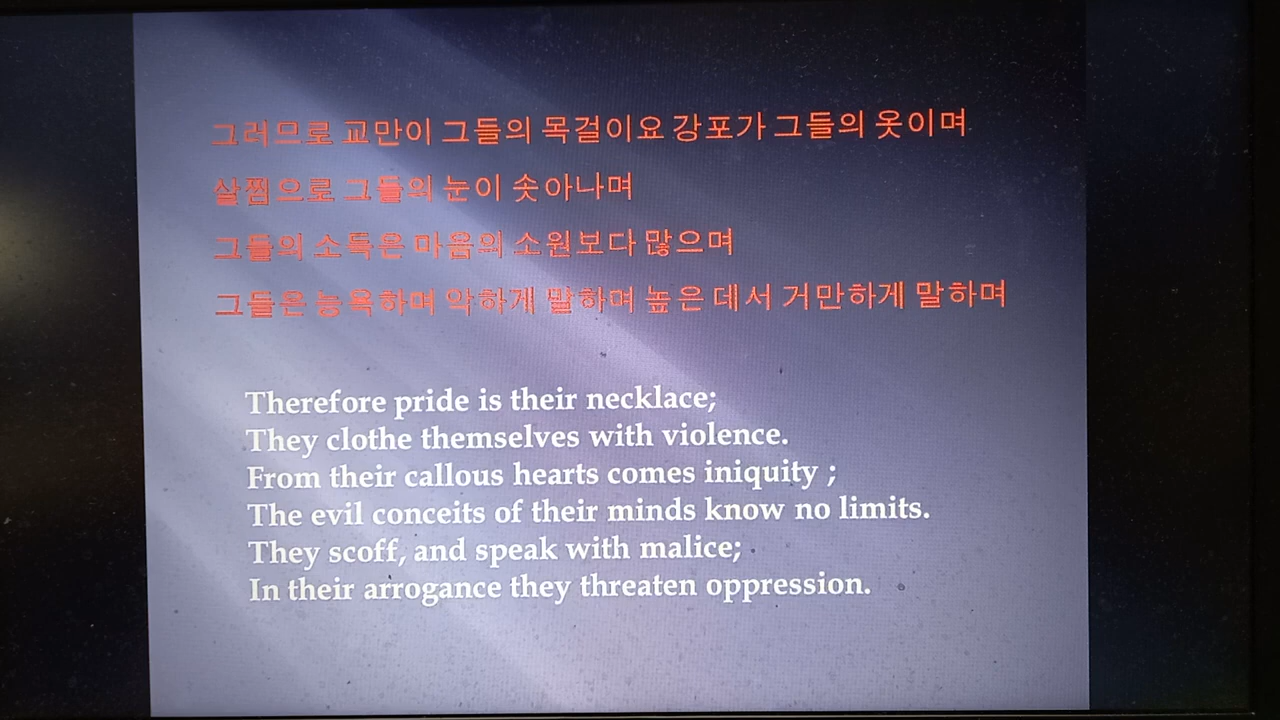 그러므로 교만이 그들의 목걸이요 강포가 그들의 옷이며
살찜으로 그들의 눈이 솟아나며
그들의 소득은 마음의 소원보다 많으며
그들은 능욕하며 악하게 말하며 높은 데서 거만하게 말하며
Therefore pride is their necklace;
They clothe themselves with violence.
From their callous hearts comes iniquity ;
The evil conceits of their minds know no limits.
They scoff, and speak with malice;
In their arrogance they threaten oppression.